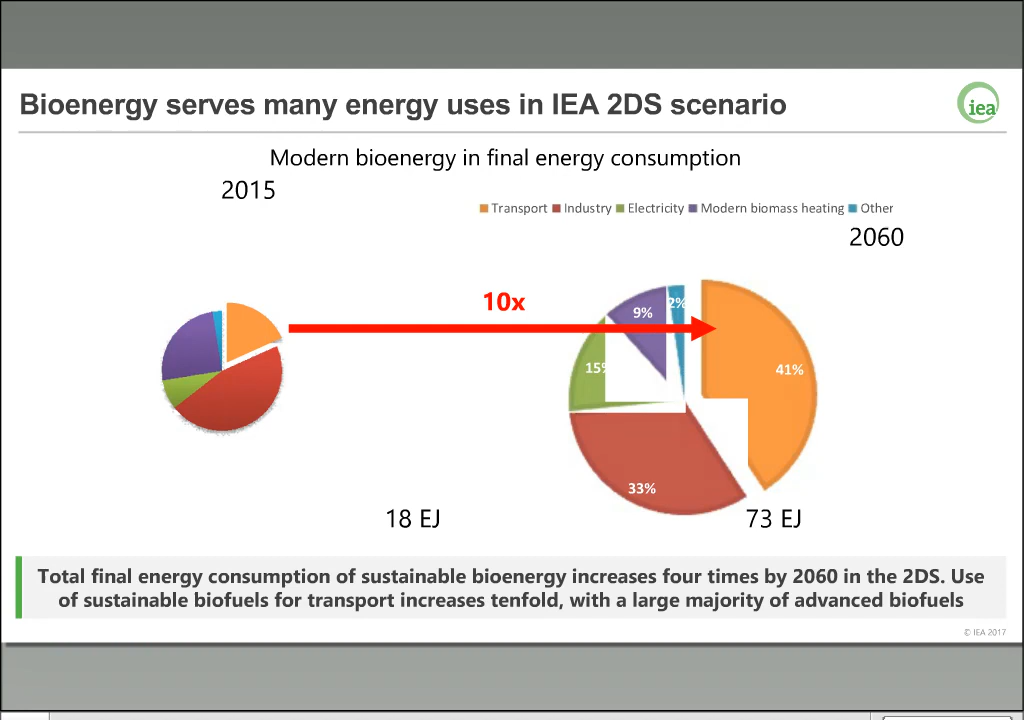 Bioenergy serves many energy uses in IEA 2DS scenario
iea
Modern bioenergy in final energy consumption
2015
Transport Industry Electricity Modern biomass heating Other
2060
10x
9%
2%
15%
41%
33%
18 EJ
73 EJ
Total final energy consumption of sustainable bioenergy increases four times by 2060 in the 2DS. Use
of sustainable biofuels for transport increases tenfold, with a large majority of advanced biofuels
© IEA 2017